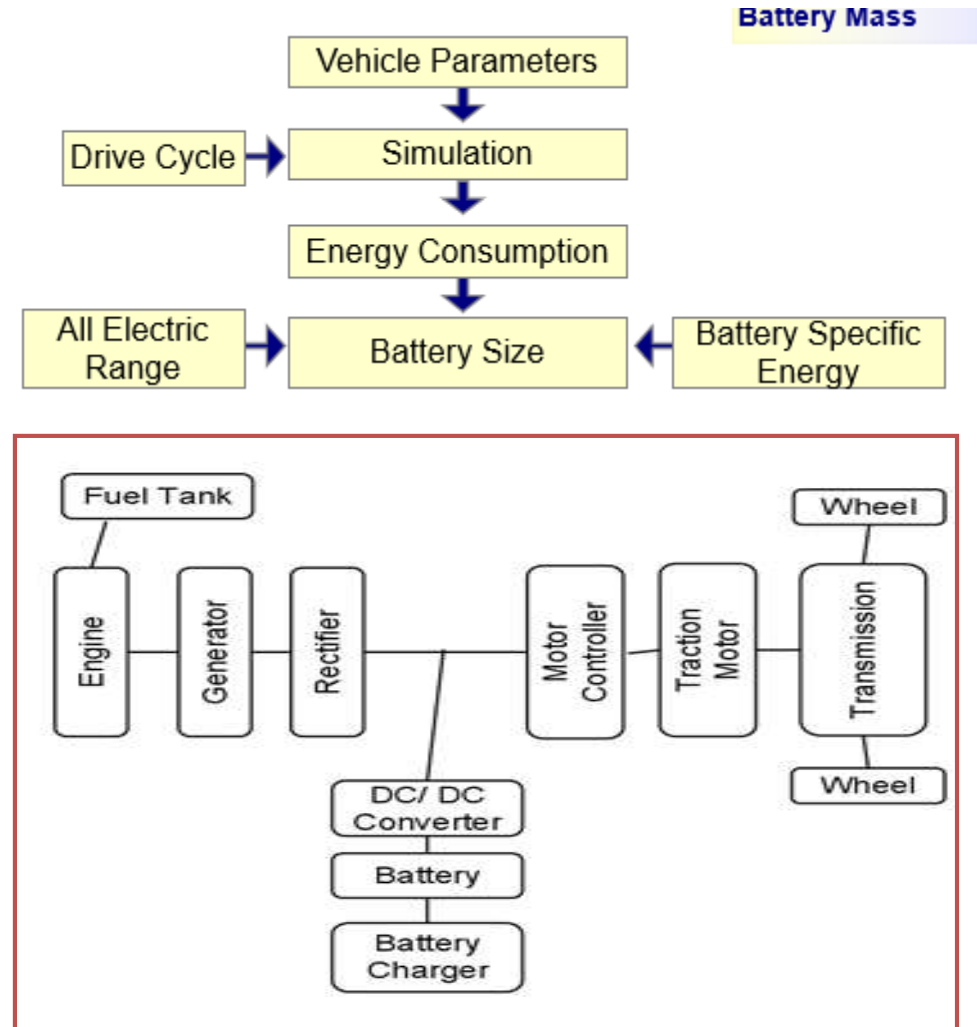 Battery Mass
Vehicle Parameters
Drive Cycle
Simulation
Energy Consumption
All Electric
Range
Battery Size
Battery Specific
Energy
Fuel Tank
Wheel
Engine
Generator
Rectifier
Motor
Controller
Traction
Motor
Transmission
DC/ DC
Converter
Wheel
Battery
Battery
Charger